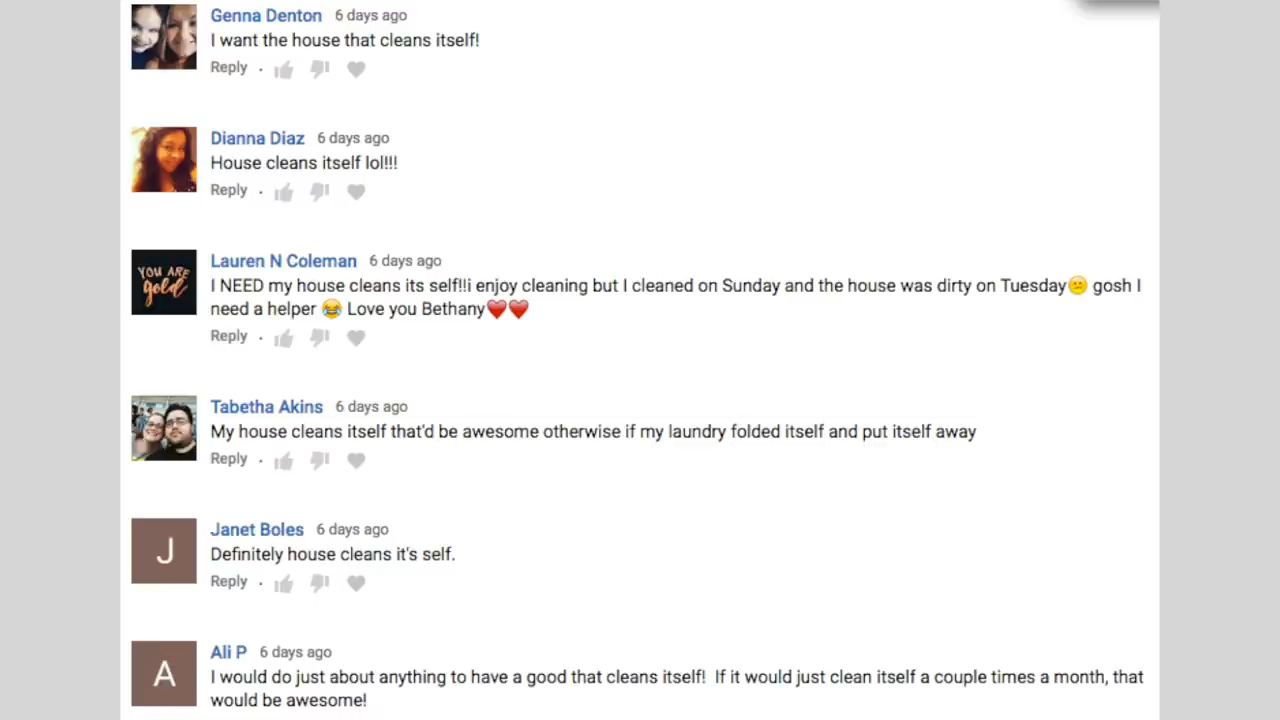 Genna Denton 6 days ago
I want the house that cleans itself!
Reply
Dianna Diaz 6 days ago
House cleans itself lol!!!
Reply
YOU ARE
gold
Lauren N Coleman 6 days ago
I NEED my house cleans its self!!i enjoy cleaning but I cleaned on Sunday and the house was dirty on Tuesday😕 gosh I
need a helper 😂 Love you Bethany❤️❤️
Reply
Tabetha Akins 6 days ago
My house cleans itself that'd be awesome otherwise if my laundry folded itself and put itself away
Reply
J
Janet Boles 6 days ago
Definitely house cleans it's self.
Reply
A
Ali P 6 days ago
I would do just about anything to have a good that cleans itself!  If it would just clean itself a couple times a month, that
would be awesome!